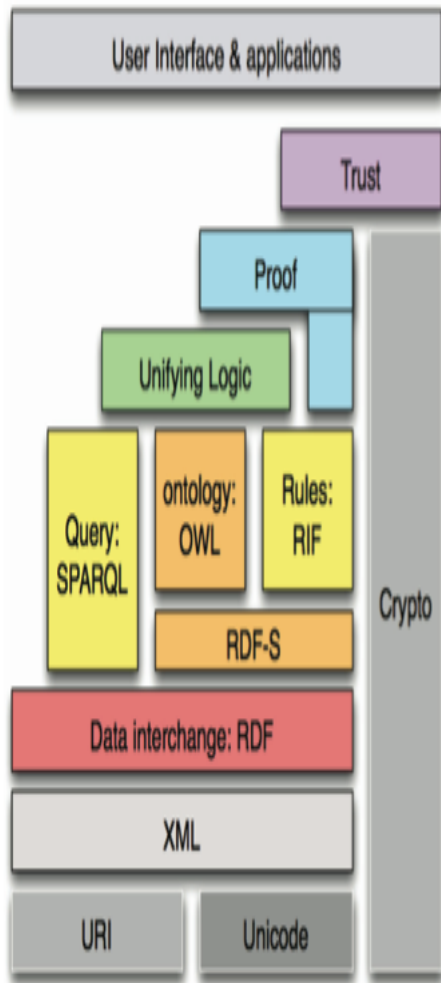 User Interface & applications
Trust
Proof
Unifying Logic
Query:
SPARQL
ontology:
OWL
Rules:
RIF
Crypto
RDF-S
Data interchange: RDF
XML
URI
Unicode